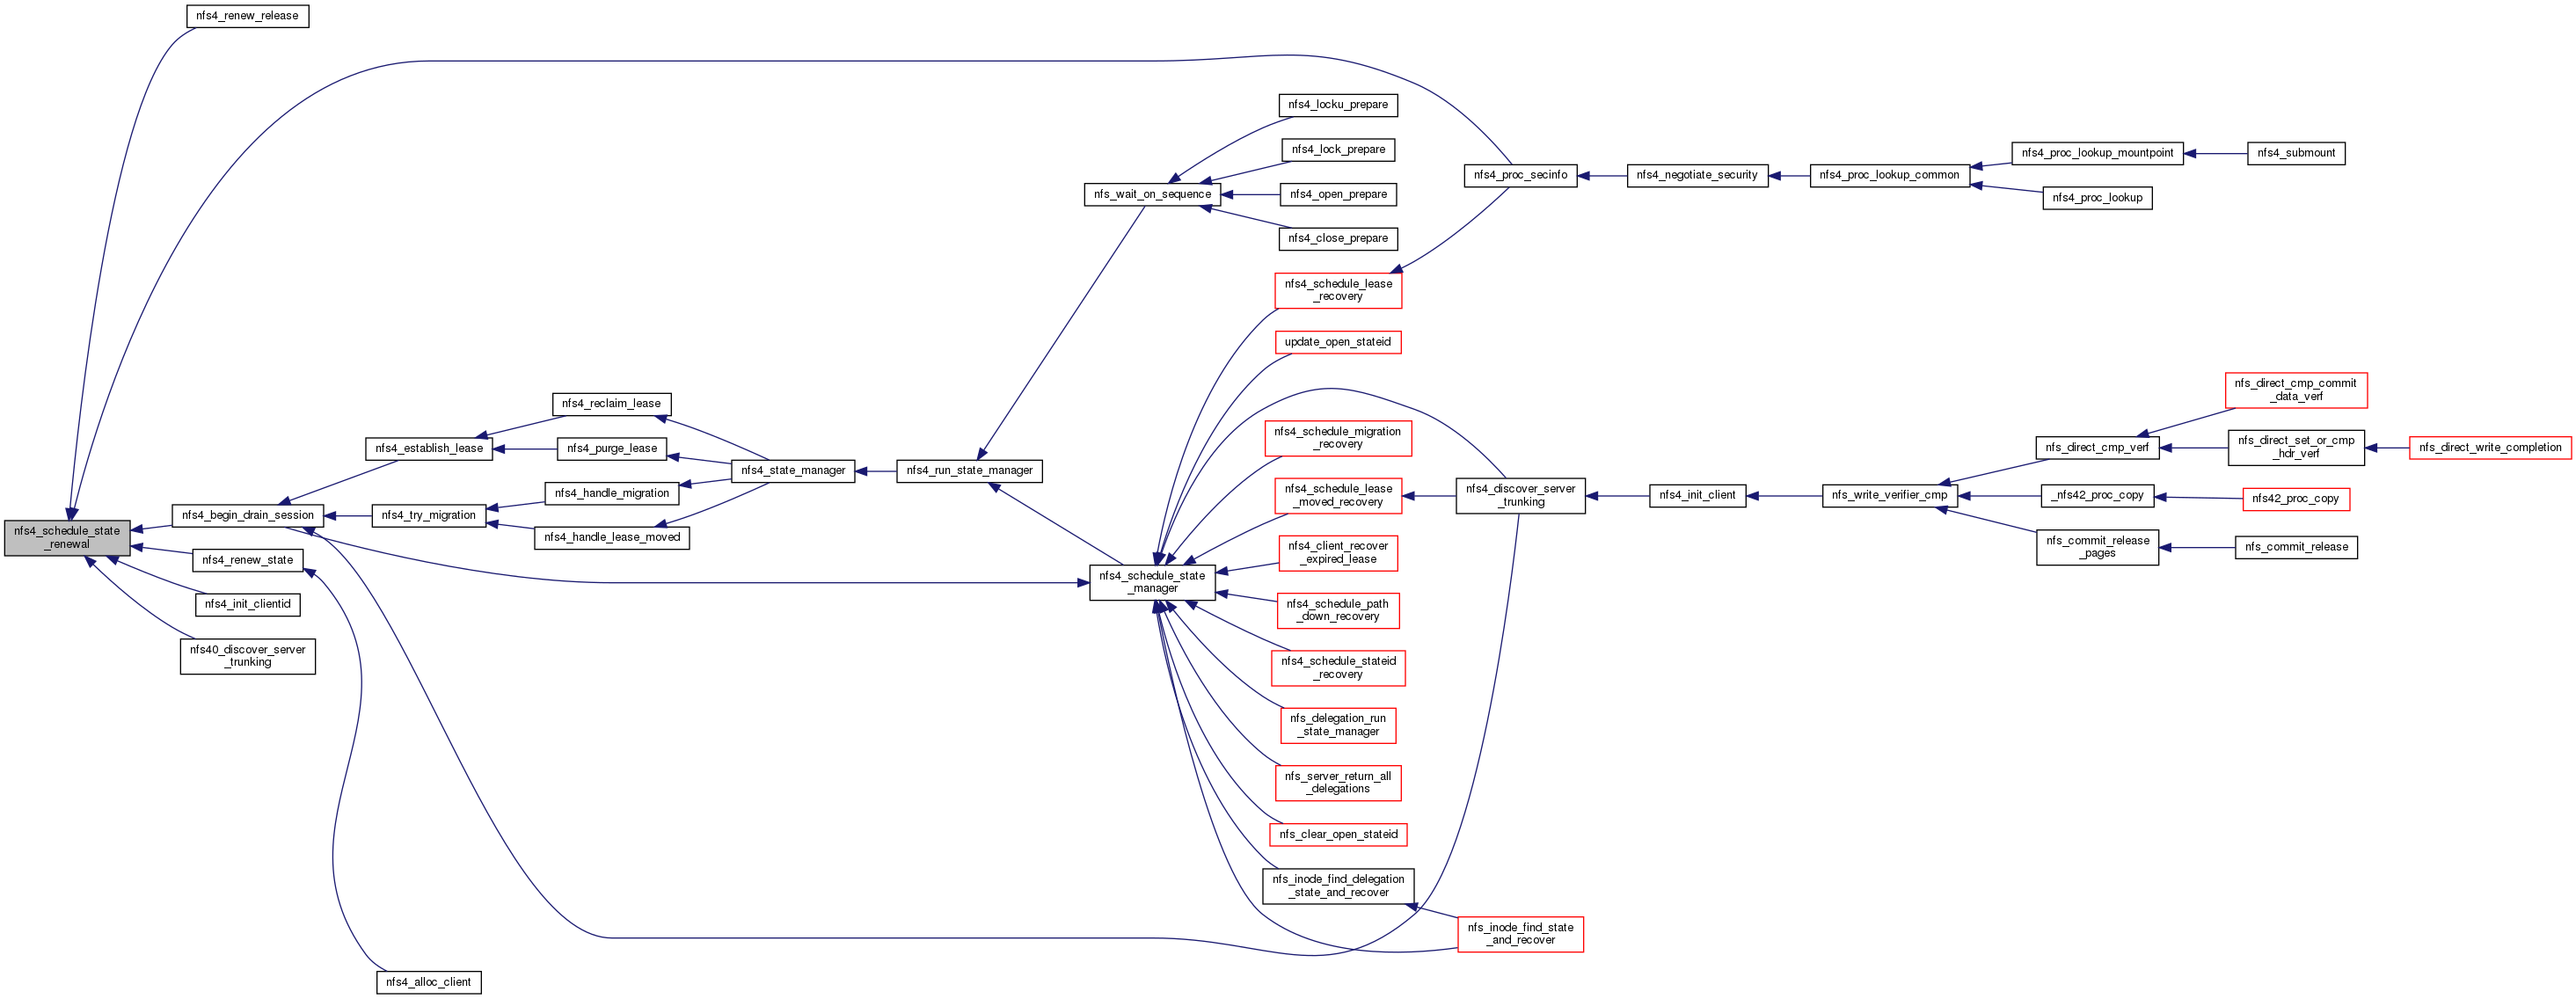 nfs4_renew_release
nfs4_locku_prepare
nfs4_lock_prepare
nfs4_proc_lookup_mountpoint
nfs4_submount
nfs4_proc_secinfo
nfs4_negotiate_security
nfs4_proc_lookup_common
nfs_wait_on_sequence
nfs4_open_prepare
nfs4_proc_lookup
nfs4_close_prepare
nfs4_schedule_lease
_recovery
update_open_stateid
nfs_direct_cmp_commit
_data_verf
nfs4_reclaim_lease
nfs4_establish_lease
nfs4_purge_lease
nfs4_schedule_migration
_recovery
nfs_direct_cmp_verf
nfs_direct_set_or_cmp
_hdr_verf
nfs_direct_write_completion
nfs4_state_manager
nfs4_run_state_manager
nfs4_handle_migration
nfs4_schedule_lease
_moved_recovery
nfs4_discover_server
_trunking
nfs4_init_client
nfs_write_verifier_cmp
_nfs42_proc_copy
nfs42_proc_copy
nfs4_begin_drain_session
nfs4_try_migration
nfs4_schedule_state
_renewal
nfs4_handle_lease_moved
nfs4_client_recover
_expired_lease
nfs_commit_release
_pages
nfs_commit_release
nfs4_renew_state
nfs4_schedule_state
_manager
nfs4_init_clientid
nfs4_schedule_path
_down_recovery
nfs40_discover_server
_trunking
nfs4_schedule_stateid
_recovery
nfs_delegation_run
_state_manager
nfs_server_return_all
_delegations
nfs_clear_open_stateid
nfs_inode_find_delegation
_state_and_recover
nfs_inode_find_state
_and_recover
nfs4_alloc_client